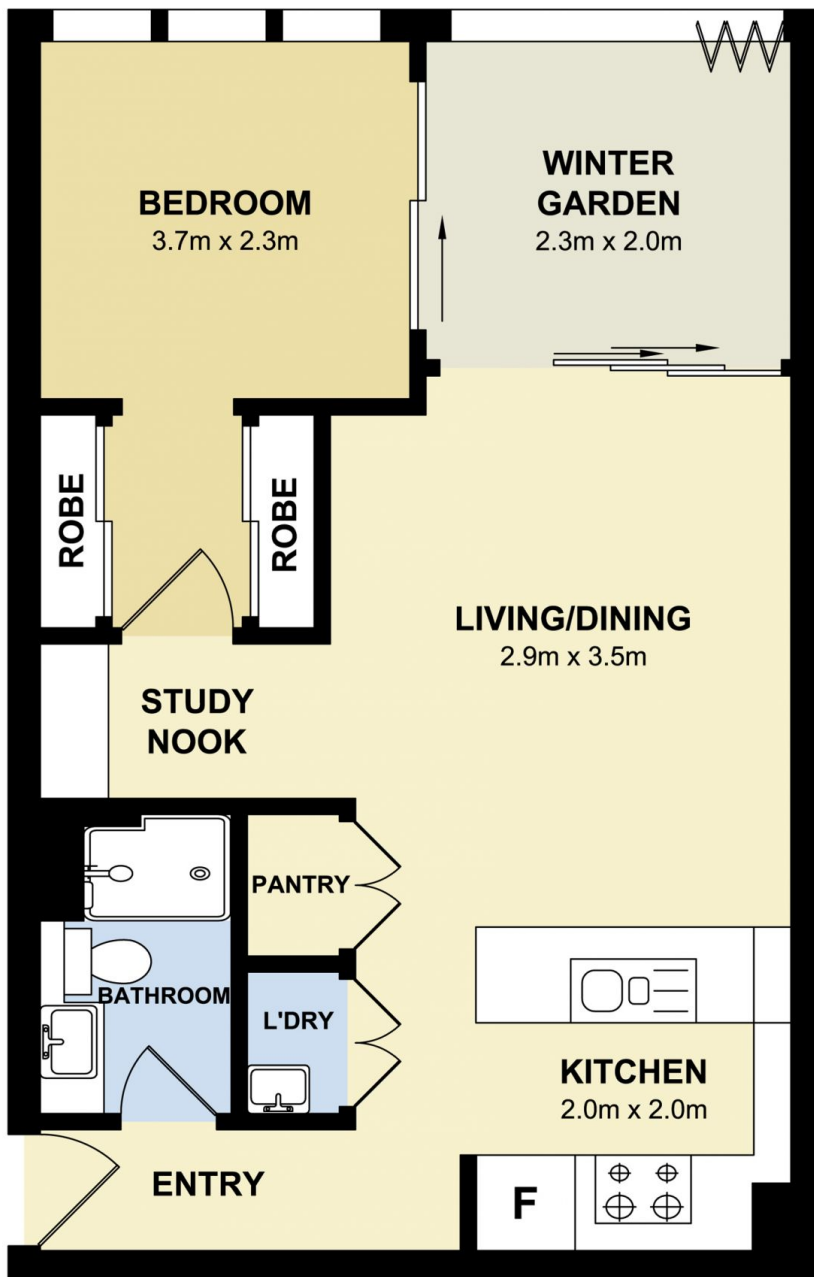 BEDROOM
3.7m x 2.3m
WINTER
GARDEN
2.3m x 2.0m
ROBE
ROBE
LIVING/DINING
2.9m x 3.5m
STUDY
NOOK
PANTRY
BATHROOM
L'DRY
KITCHEN
2.0m x 2.0m
ENTRY
F